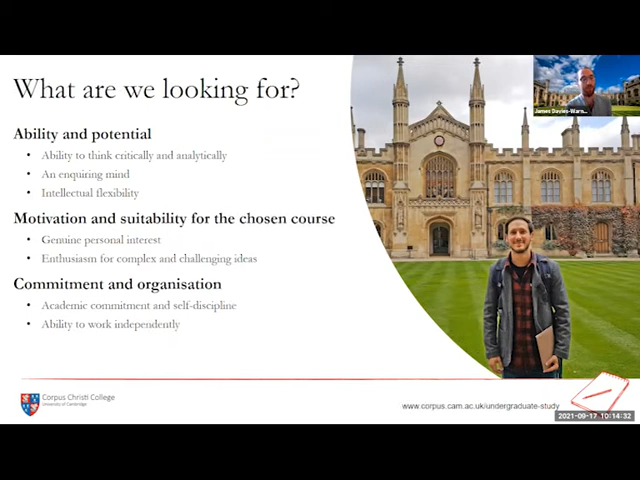 What are we looking for?
James Davies-Warn...
Ability and potential
• Ability to think critically and analytically
• An enquiring mind
• Intellectual flexibility
Motivation and suitability for the chosen course
• Genuine personal interest
• Enthusiasm for complex and challenging ideas
Commitment and organisation
• Academic commitment and self-discipline
• Ability to work independently
Corpus Christi College
University of Cambridge
www.corpus.cam.ac.uk/undergraduate-study
2021-09-17 10:14:32